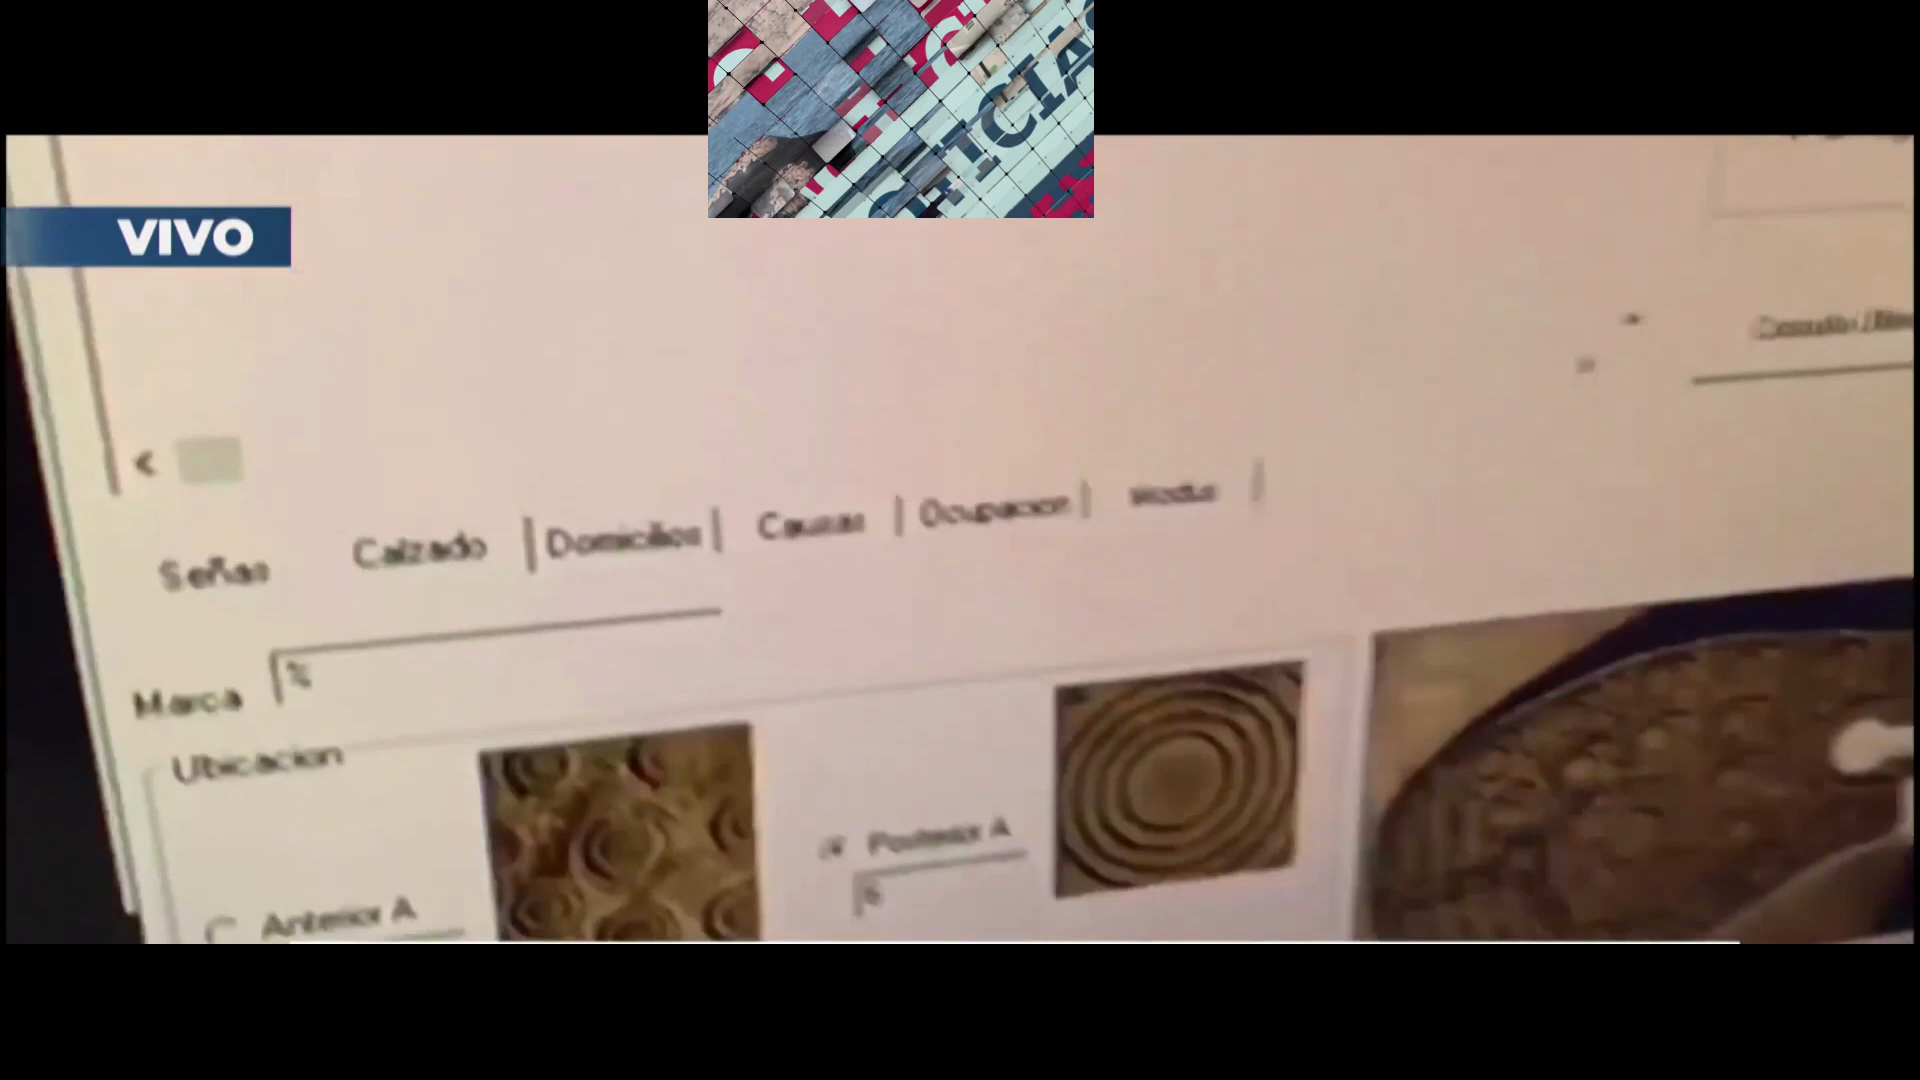 VIVO
Señas
Calzado
Domicilios
Causas
Ocupacion
Marca
%
Ubicacion
Posterior A
Anterior A